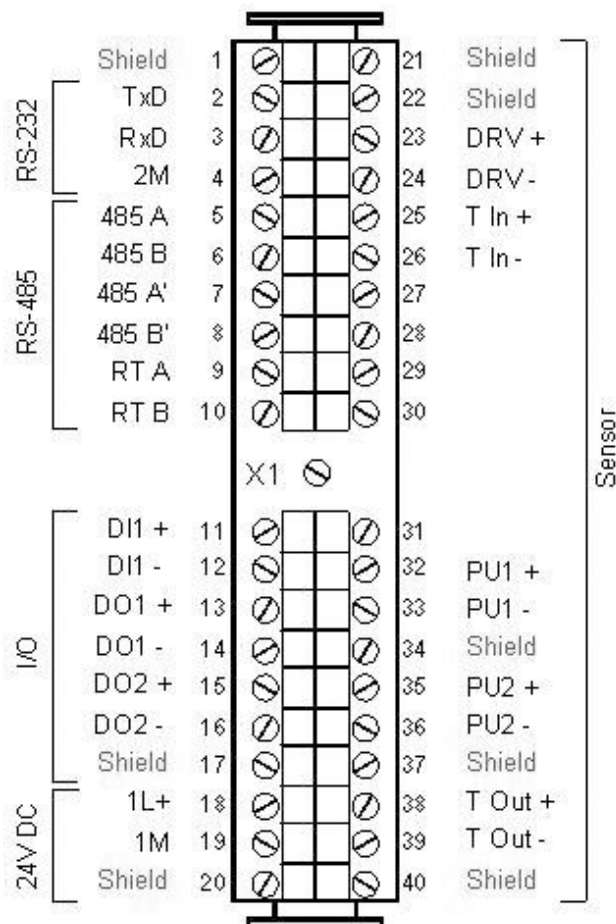 Shield 1 21 Shield
TxD 2 22 Shield
RxD 3 23 DRV +
2M 4 24 DRV -
RS-232
485 A 5 25 T In +
485 B 6 26 T In -
485 A' 7 27
485 B' 8 28
RT A 9 29
RT B 10 30
RS-485
X1
Sensor
DI1 + 11 31
DI1 - 12 32 PU1 +
DO1 + 13 33 PU1 -
DO1 - 14 34 Shield
DO2 + 15 35 PU2 +
DO2 - 16 36 PU2 -
Shield 17 37 Shield
I/O
1L+ 18 38 T Out +
1M 19 39 T Out -
Shield 20 40 Shield
24V DC